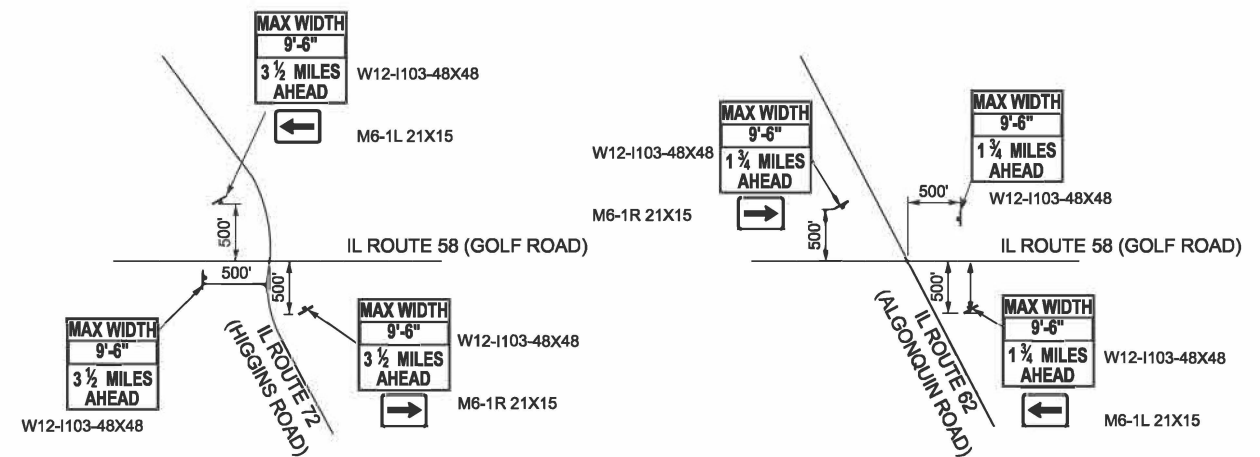 MAX WIDTH
9'-6"
3 ½ MILES
AHEAD
W12-I103-48X48
M6-1L 21X15
500'
IL ROUTE 58 (GOLF ROAD)
500'
500'
MAX WIDTH
9'-6"
3 ½ MILES
AHEAD
W12-I103-48X48
MAX WIDTH
9'-6"
3 ½ MILES
AHEAD
W12-I103-48X48
M6-1R 21X15
IL ROUTE 72
(HIGGINS ROAD)
MAX WIDTH
9'-6"
1 ¾ MILES
AHEAD
W12-I103-48X48
M6-1R 21X15
500'
MAX WIDTH
9'-6"
1 ¾ MILES
AHEAD
W12-I103-48X48
500'
IL ROUTE 58 (GOLF ROAD)
500'
IL ROUTE 62
(ALGONQUIN ROAD)
MAX WIDTH
9'-6"
1 ¾ MILES
AHEAD
W12-I103-48X48
M6-1L 21X15